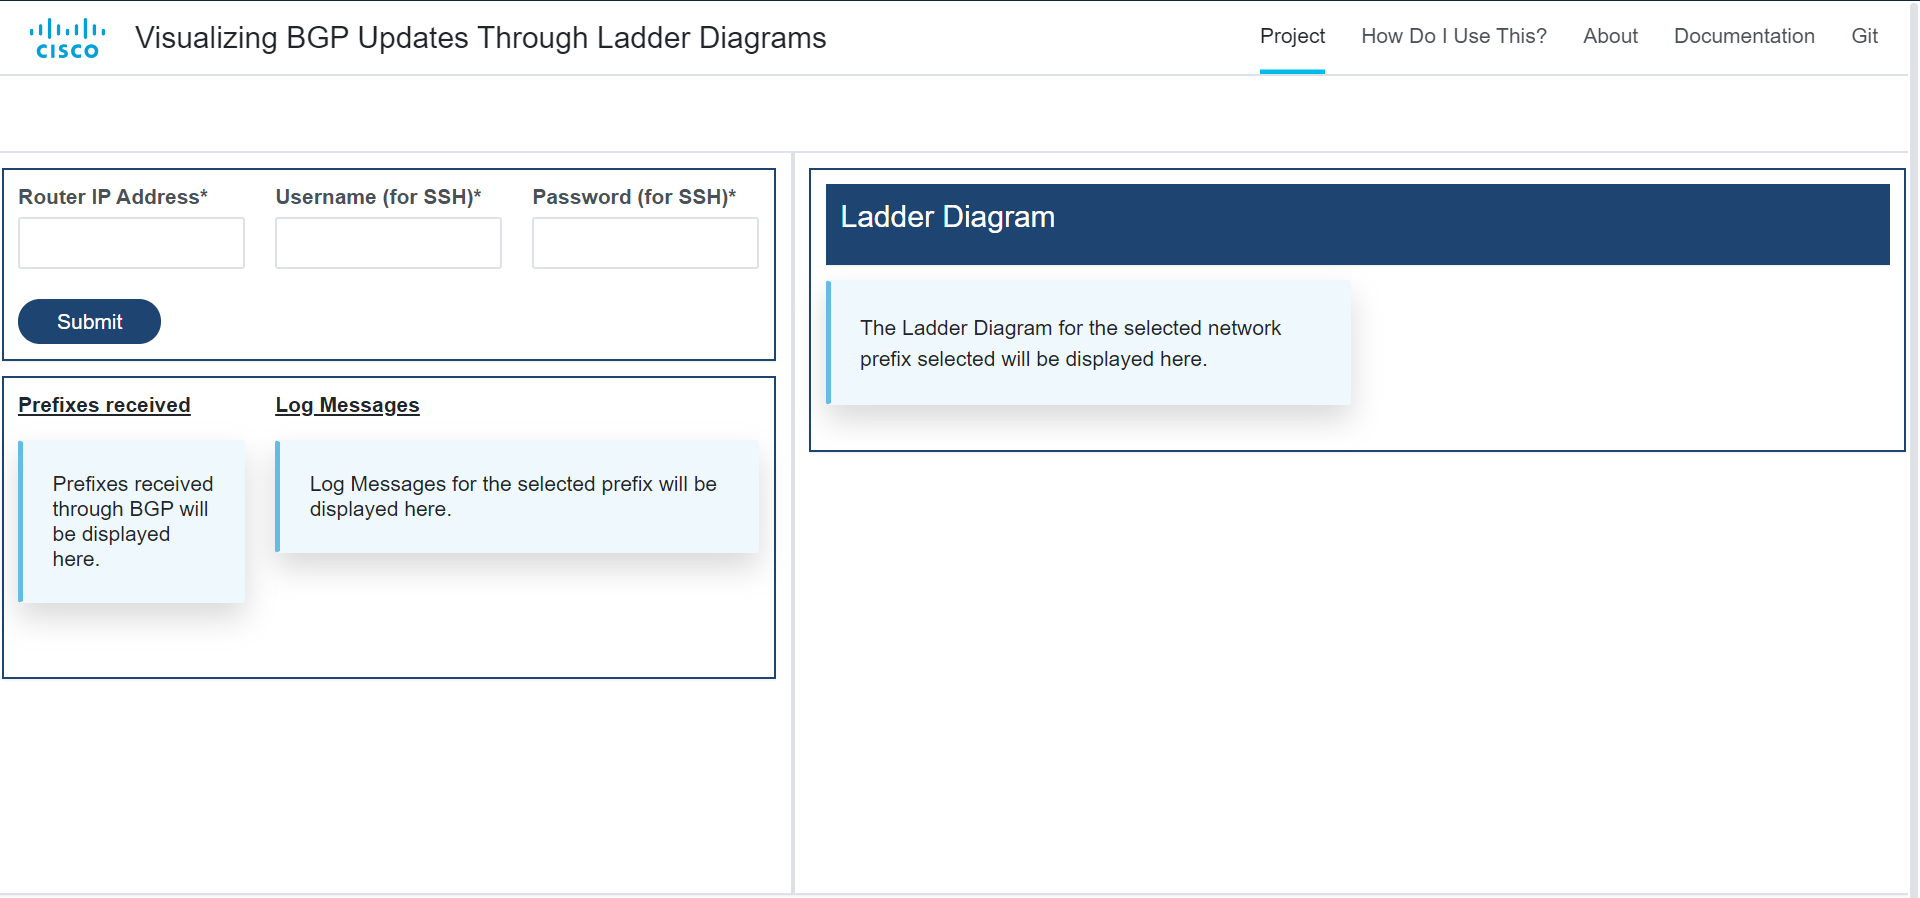 CISCO
Visualizing BGP Updates Through Ladder Diagrams
Project
How Do I Use This?
About
Documentation
Git
Router IP Address*
Username (for SSH)*
Password (for SSH)*
Submit
Prefixes received
Log Messages
Prefixes received
through BGP will
be displayed
here.
Log Messages for the selected prefix will be
displayed here.
Ladder Diagram
The Ladder Diagram for the selected network
prefix selected will be displayed here.